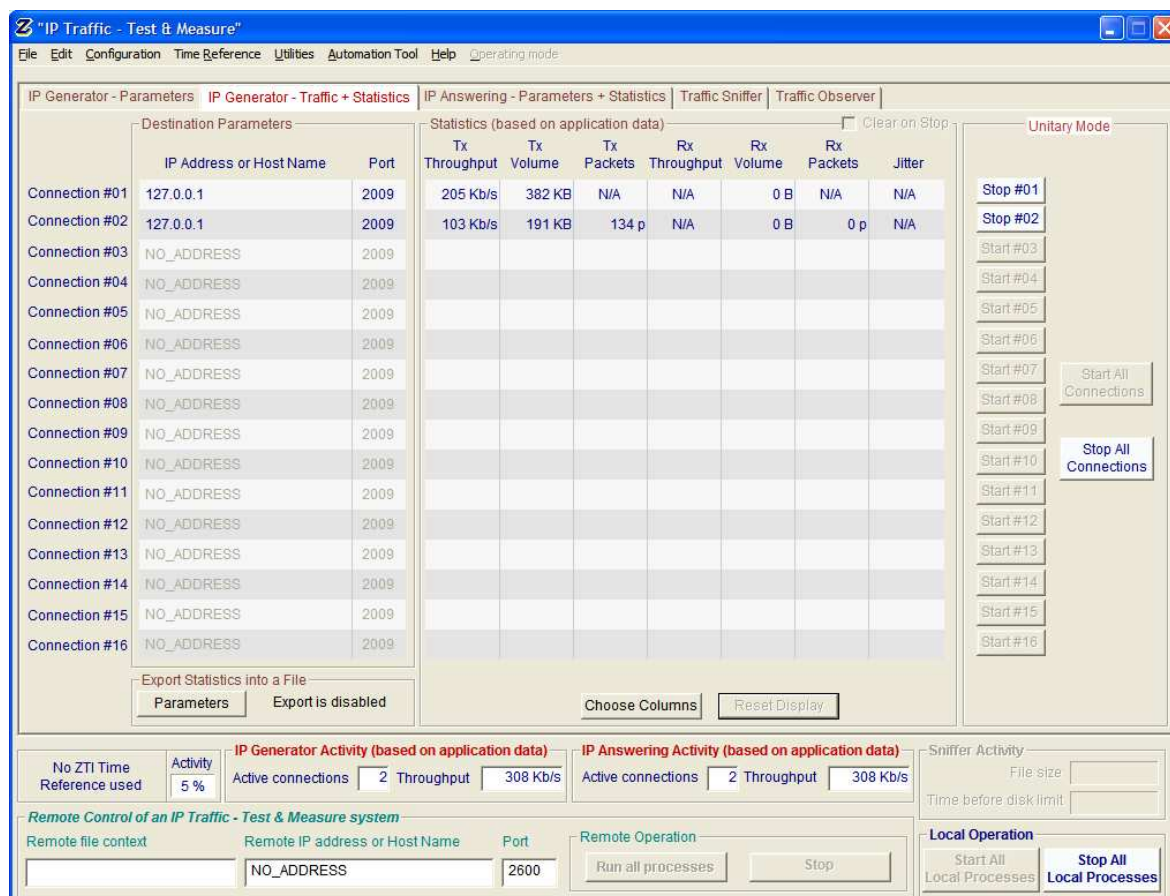 "IP Traffic - Test & Measure"
File Edit Configuration Time Reference Utilities Automation Tool Help Operating mode
IP Generator - Parameters IP Generator - Traffic + Statistics IP Answering - Parameters + Statistics Traffic Sniffer Traffic Observer
Destination Parameters Statistics (based on application data) Clear on Stop Unitary Mode
IP Address or Host Name Port Tx Throughput Tx Volume Tx Packets Rx Throughput Rx Volume Rx Packets Jitter
Connection #01 127.0.0.1 2009 205 Kb/s 382 KB N/A N/A 0 B N/A N/A Stop #01
Connection #02 127.0.0.1 2009 103 Kb/s 191 KB 134 p N/A 0 B 0 p N/A Stop #02
Connection #03 NO_ADDRESS 2009 Start #03
Connection #04 NO_ADDRESS 2009 Start #04
Connection #05 NO_ADDRESS 2009 Start #05
Connection #06 NO_ADDRESS 2009 Start #06
Connection #07 NO_ADDRESS 2009 Start #07
Start All Connections
Connection #08 NO_ADDRESS 2009 Start #08
Connection #09 NO_ADDRESS 2009 Start #09
Connection #10 NO_ADDRESS 2009 Start #10
Stop All Connections
Connection #11 NO_ADDRESS 2009 Start #11
Connection #12 NO_ADDRESS 2009 Start #12
Connection #13 NO_ADDRESS 2009 Start #13
Connection #14 NO_ADDRESS 2009 Start #14
Connection #15 NO_ADDRESS 2009 Start #15
Connection #16 NO_ADDRESS 2009 Start #16
Export Statistics into a File
Parameters Export is disabled Choose Columns Reset Display
No ZTI Time Reference used
Activity 5 %
IP Generator Activity (based on application data)
Active connections 2 Throughput 308 Kb/s
IP Answering Activity (based on application data)
Active connections 2 Throughput 308 Kb/s
Sniffer Activity
File size
Time before disk limit
Remote Control of an IP Traffic - Test & Measure system
Remote file context Remote IP address or Host Name Port
NO_ADDRESS 2600
Remote Operation
Run all processes Stop
Local Operation
Start All Local Processes
Stop All Local Processes